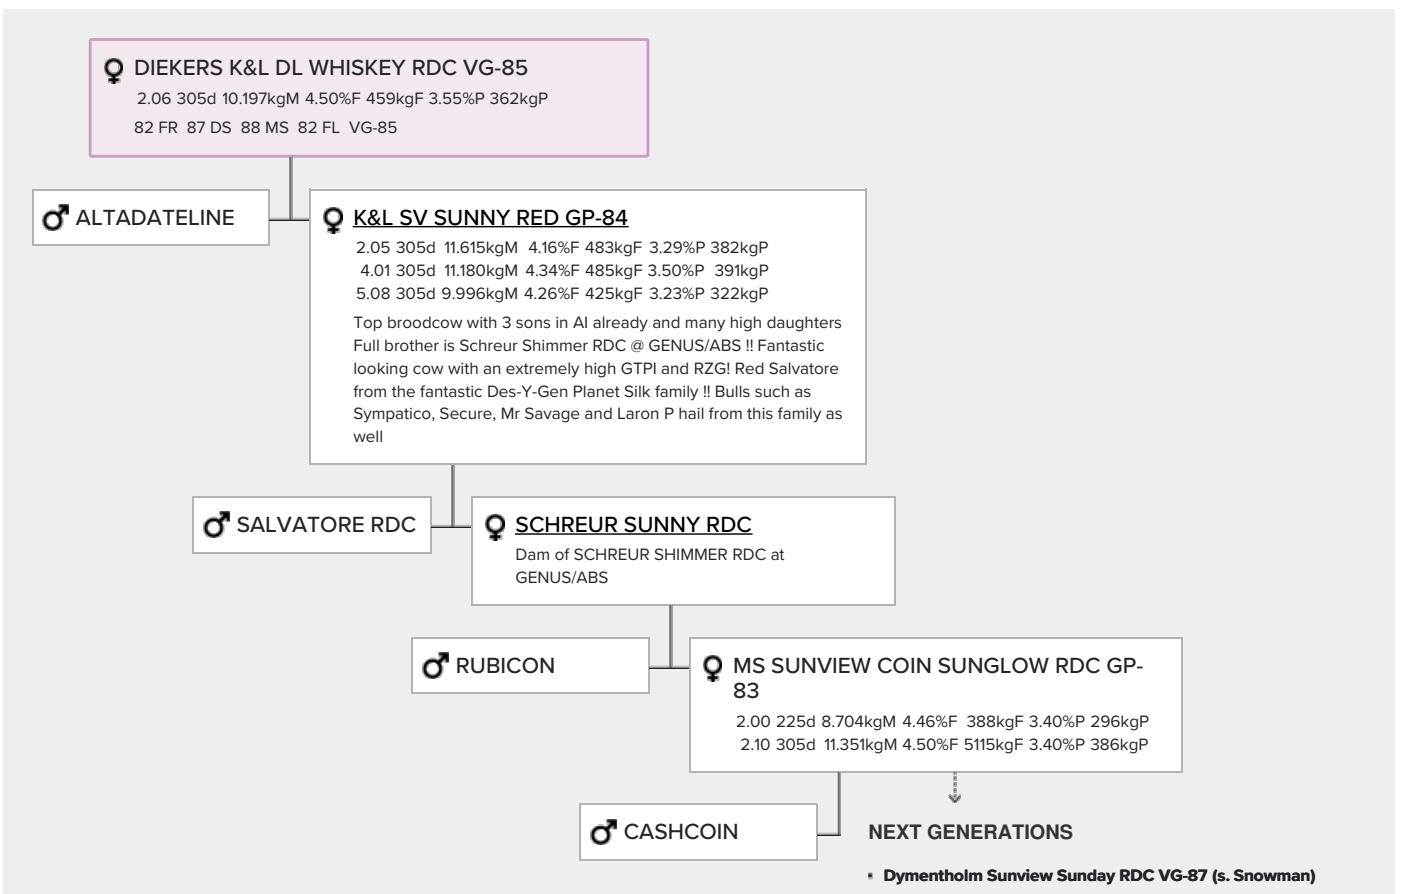 DIEKERS K&L DL WHISKEY RDC VG-85
2.06 305d 10.197kgM 4.50%F 459kgF 3.55%P 362kgP
82 FR 87 DS 88 MS 82 FL VG-85
ALTADATELINE
K&L SV SUNNY RED GP-84
2.05 305d 11.615kgM 4.16%F 483kgF 3.29%P 382kgP
4.01 305d 11.180kgM 4.34%F 485kgF 3.50%P 391kgP
5.08 305d 9.996kgM 4.26%F 425kgF 3.23%P 322kgP
Top broodcow with 3 sons in AI already and many high daughters
Full brother is Schreur Shimmer RDC @ GENUS/ABS !! Fantastic
looking cow with an extremely high GTPI and RZG! Red Salvatore
from the fantastic Des-Y-Gen Planet Silk family !! Bulls such as
Sympatico, Secure, Mr Savage and Laron P hail from this family as
well
SALVATORE RDC
SCHREUR SUNNY RDC
Dam of SCHREUR SHIMMER RDC at
GENUS/ABS
RUBICON
MS SUNVIEW COIN SUNGLOW RDC GP-
83
2.00 225d 8.704kgM 4.46%F 388kgF 3.40%P 296kgP
2.10 305d 11.351kgM 4.50%F 5115kgF 3.40%P 386kgP
CASHCOIN
NEXT GENERATIONS
▪ Dymentholm Sunview Sunday RDC VG-87 (s. Snowman)